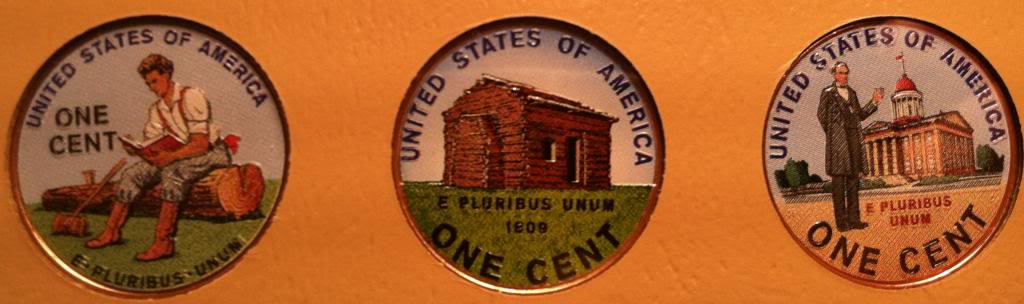 UNITED STATES OF AMERICA
ONE
CENT
E·PLURIBUS·UNUM
UNITED STATES OF AMERICA
E PLURIBUS UNUM
1809
ONE CENT
UNITED STATES OF AMERICA
E PLURIBUS
UNUM
ONE CENT